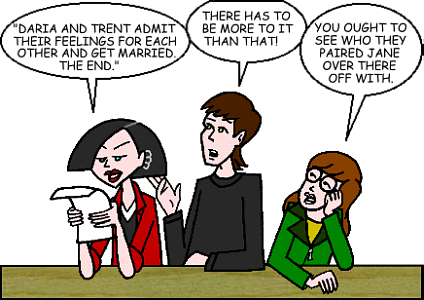 "DARIA AND TRENT ADMIT
THEIR FEELINGS FOR EACH
OTHER AND GET MARRIED.
THE END."
THERE HAS TO
BE MORE TO IT
THAN THAT!
YOU OUGHT TO
SEE WHO THEY
PAIRED JANE
OVER THERE
OFF WITH.